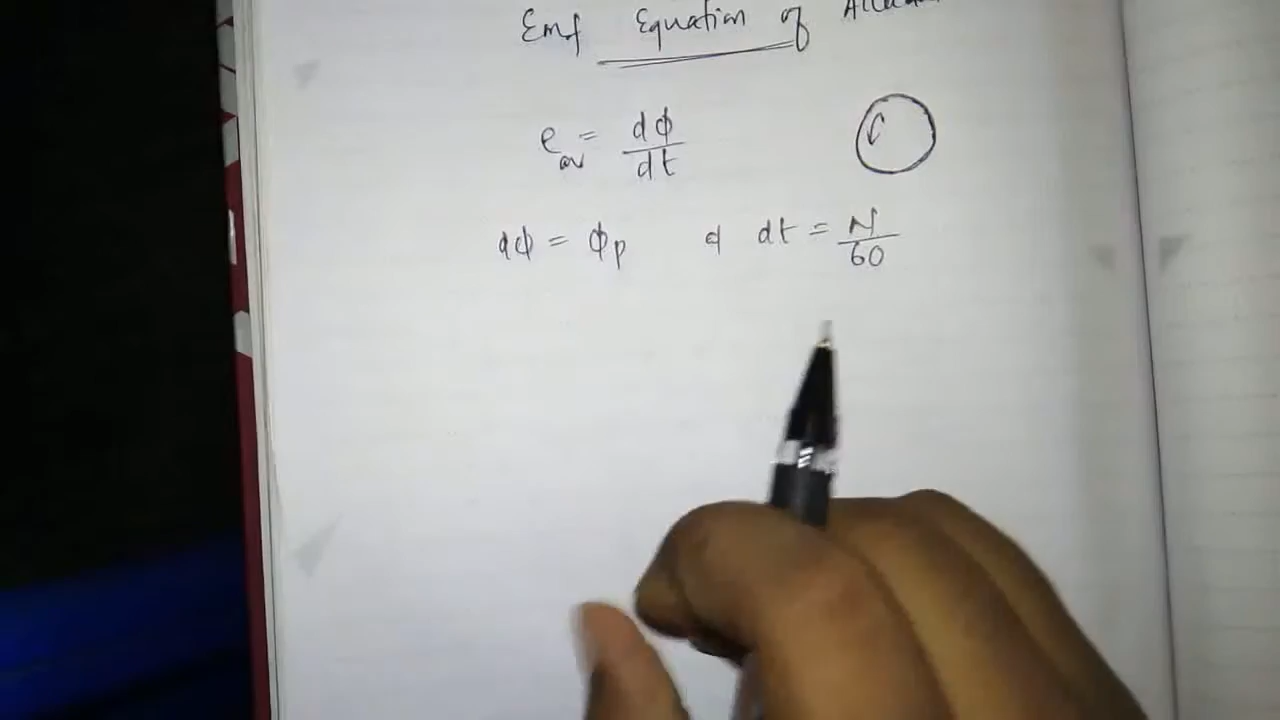 Emf Equation of
e_av = dϕ/dt
dϕ = ϕp & dt = N/60